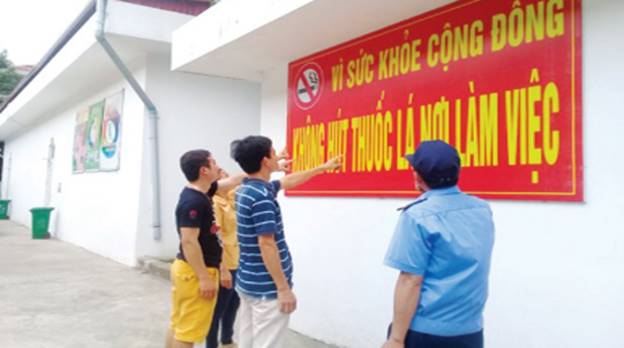 VÌ SỨC KHỎE CỘNG ĐỒNG
KHÔNG HÚT THUỐC LÁ NƠI LÀM VIỆC